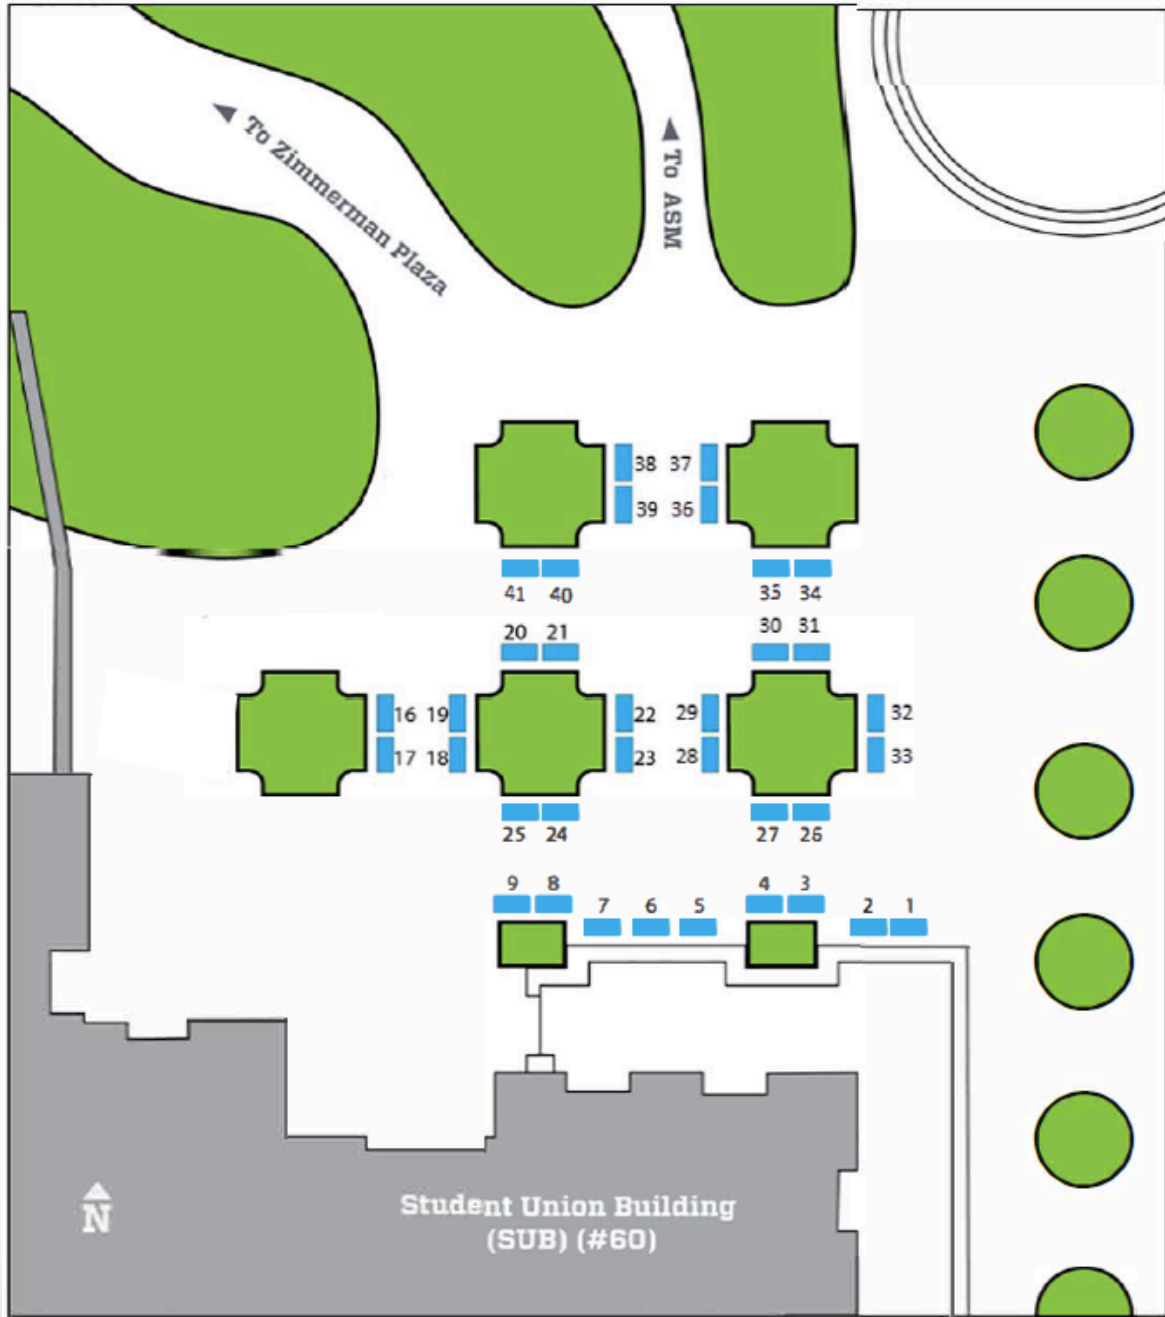 To Zimmerman Plaza
To ASM
38 37
39 36
41 40 35 34
20 21 30 31
16 19 22 29 32
17 18 23 28 33
25 24 27 26
9 8 4 3
7 6 5 2 1
Student Union Building
(SUB) (#60)
N